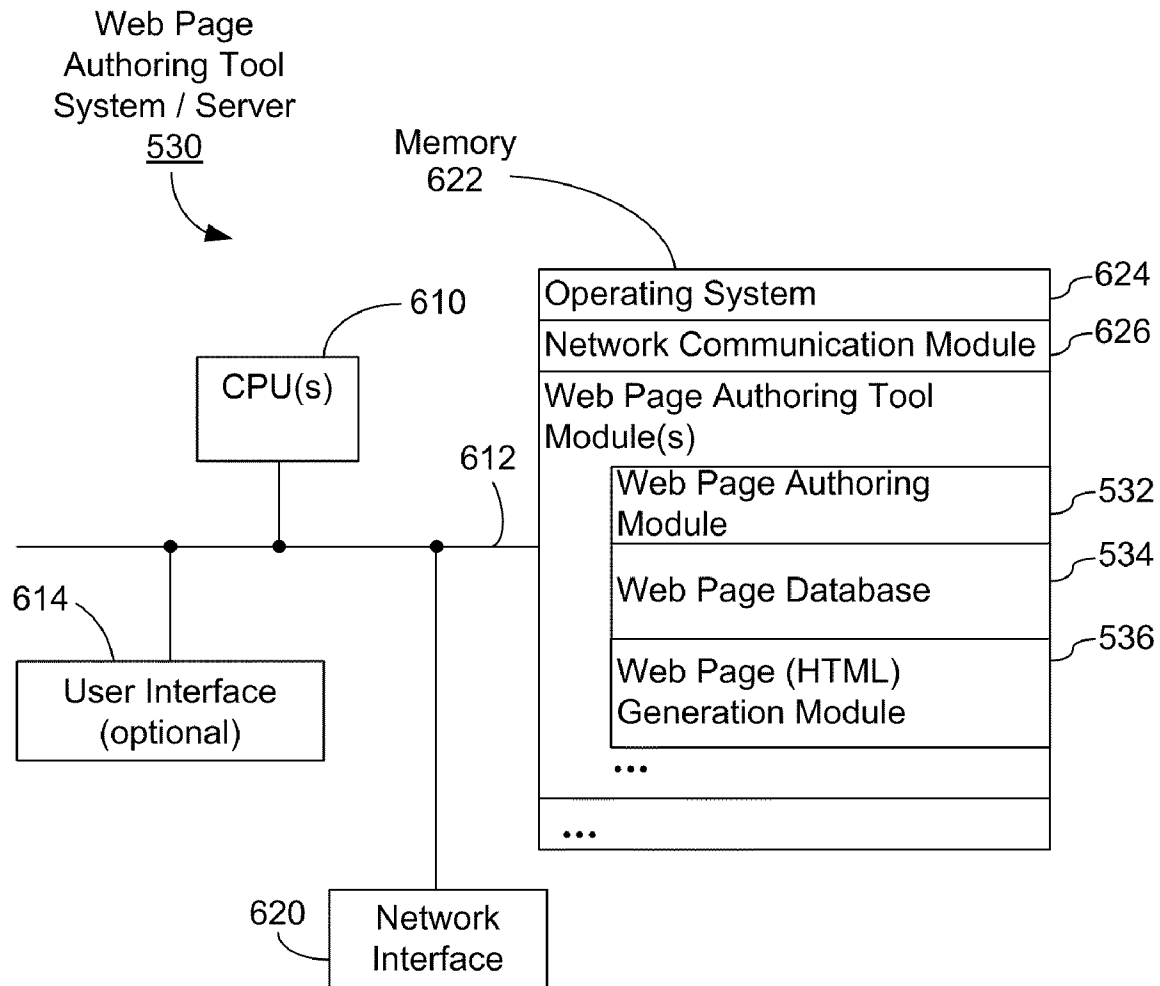 Web Page
Authoring Tool
System / Server
530
Memory
622
610
CPU(s)
612
614
User Interface
(optional)
620
Network
Interface
Operating System
624
Network Communication Module
626
Web Page Authoring Tool
Module(s)
Web Page Authoring
Module
532
Web Page Database
534
Web Page (HTML)
Generation Module
536
...
...